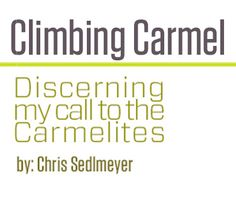 Climbing Carmel
Discerning
my call to the
Carmelites
by: Chris Sedlmeyer